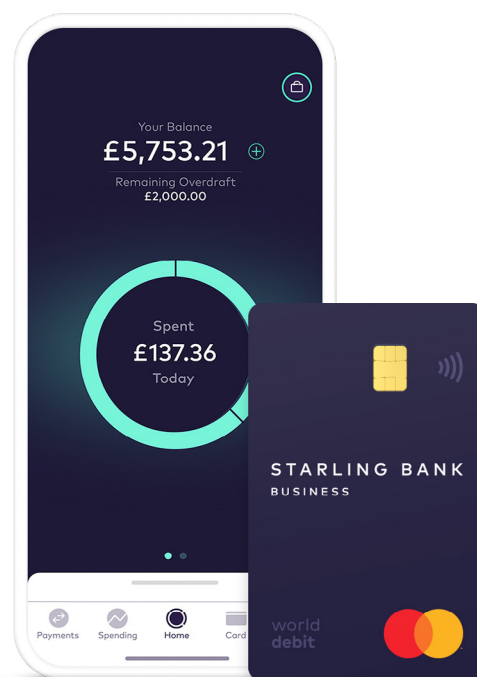 Your Balance
£5,753.21
Remaining Overdraft
£2,000.00
Spent
£137.36
Today
Payments
Spending
Home
Card
STARLING BANK
BUSINESS
world
debit